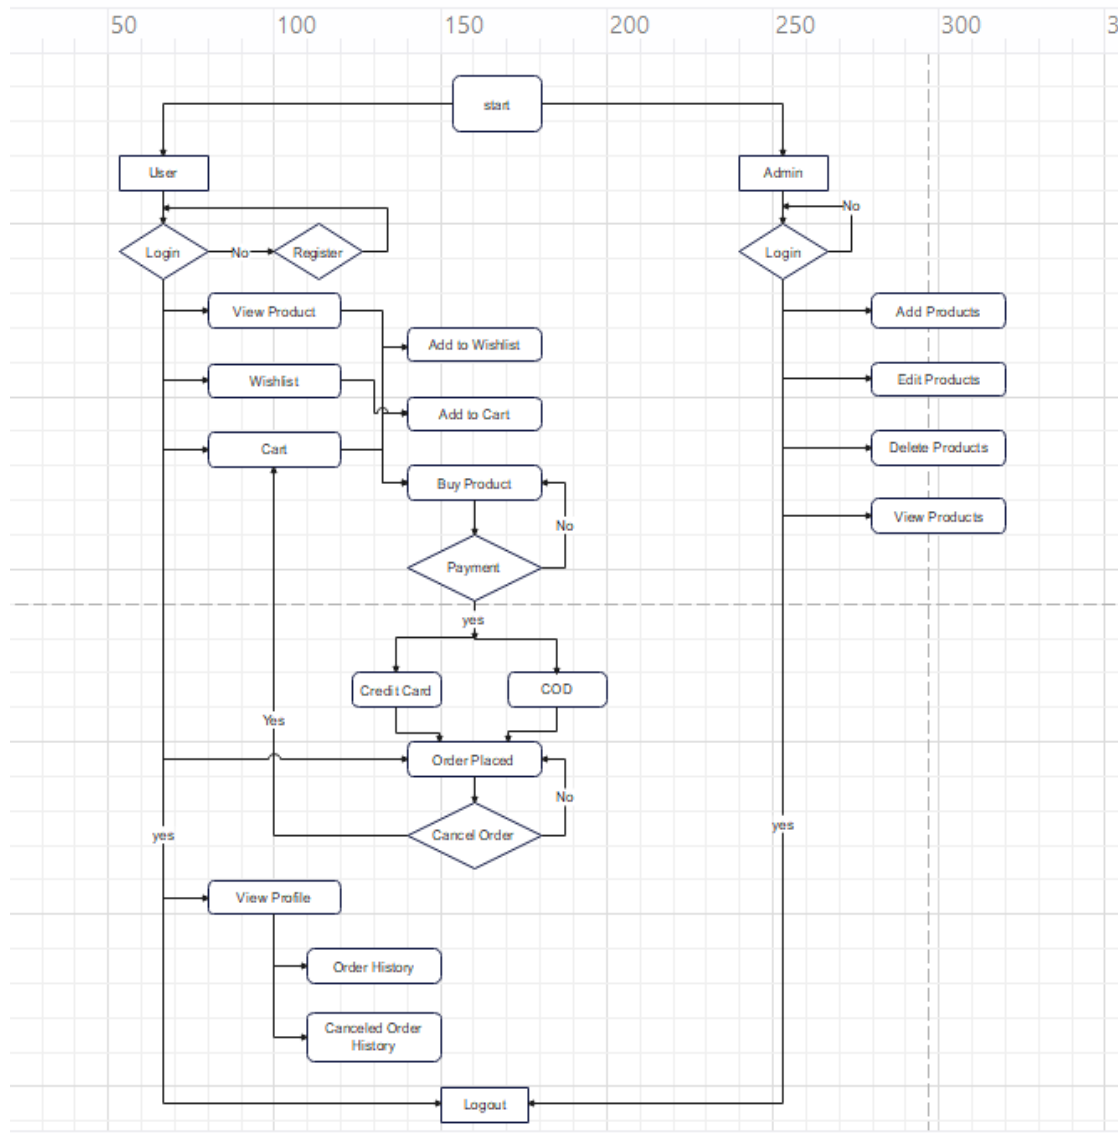 50 100 150 200 250 300 3
start
User
Admin
No
Login
No
Register
Login
View Product
Add Products
Add to Wishlist
Wishlist
Edit Products
Add to Cart
Cart
Delete Products
Buy Product
View Products
No
Payment
yes
Credit Card
COD
Yes
Order Placed
No
yes
Cancel Order
yes
View Profile
Order History
Canceled Order
History
Logout